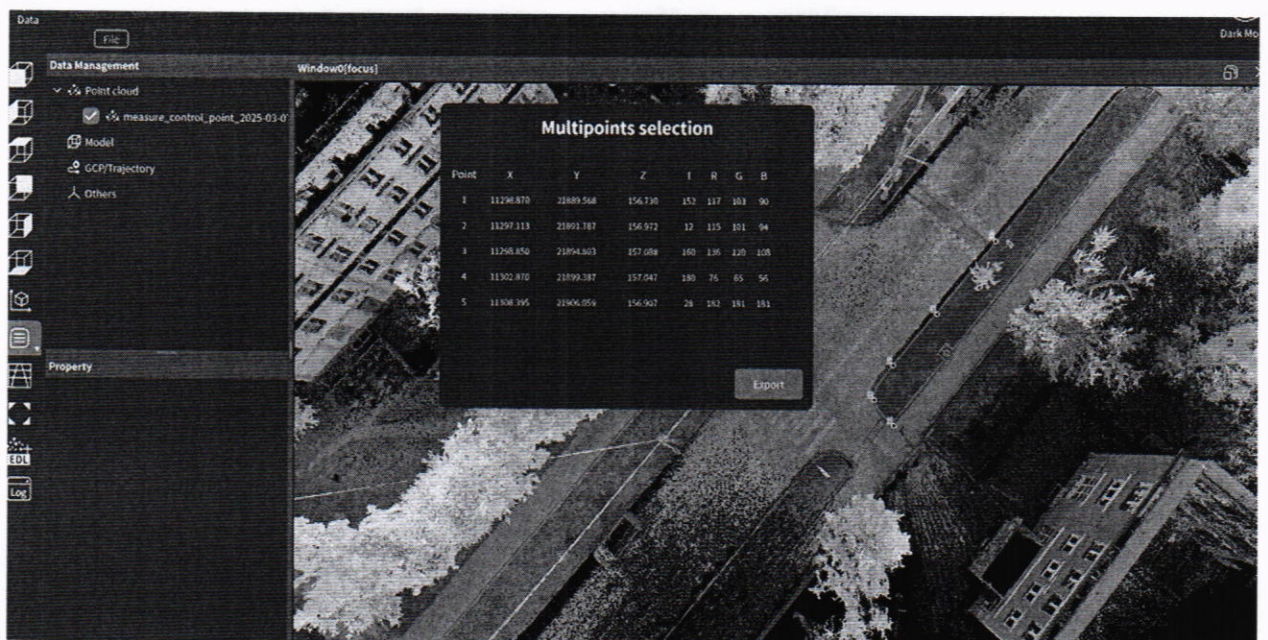 Data
File
Dark Mo
Data Management
Window0[focus]
Point cloud
measure_control_point_2025-03-0
Model
GCP/Trajectory
Others
Property
EDL
Log
Multipoints selection
Point X Y Z I R G B
1 11298.870 21889.568 156.730 152 117 103 90
2 11297.113 21891.787 156.972 12 115 101 94
3 11298.850 21894.803 157.088 160 136 120 108
4 11302.870 21899.387 157.047 180 76 65 56
5 11308.395 21906.059 156.907 28 182 181 181
Export